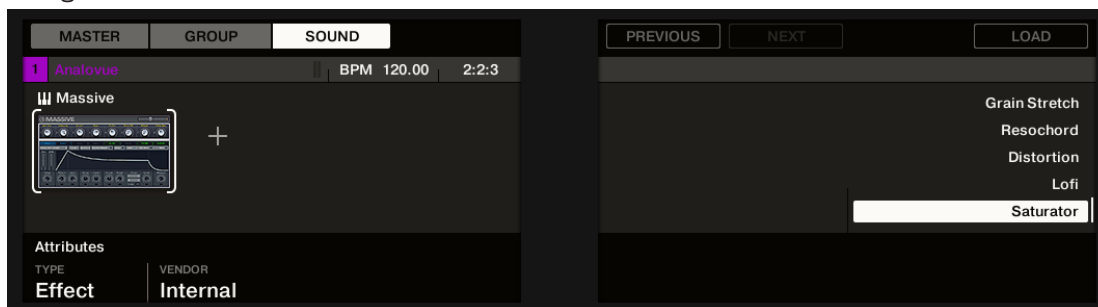 MASTER GROUP SOUND
1 Analovue BPM 120.00 2:2:3
Massive
MASSIVE
Attributes
TYPE VENDOR
Effect Internal
PREVIOUS NEXT LOAD
Grain Stretch
Resochord
Distortion
Lofi
Saturator